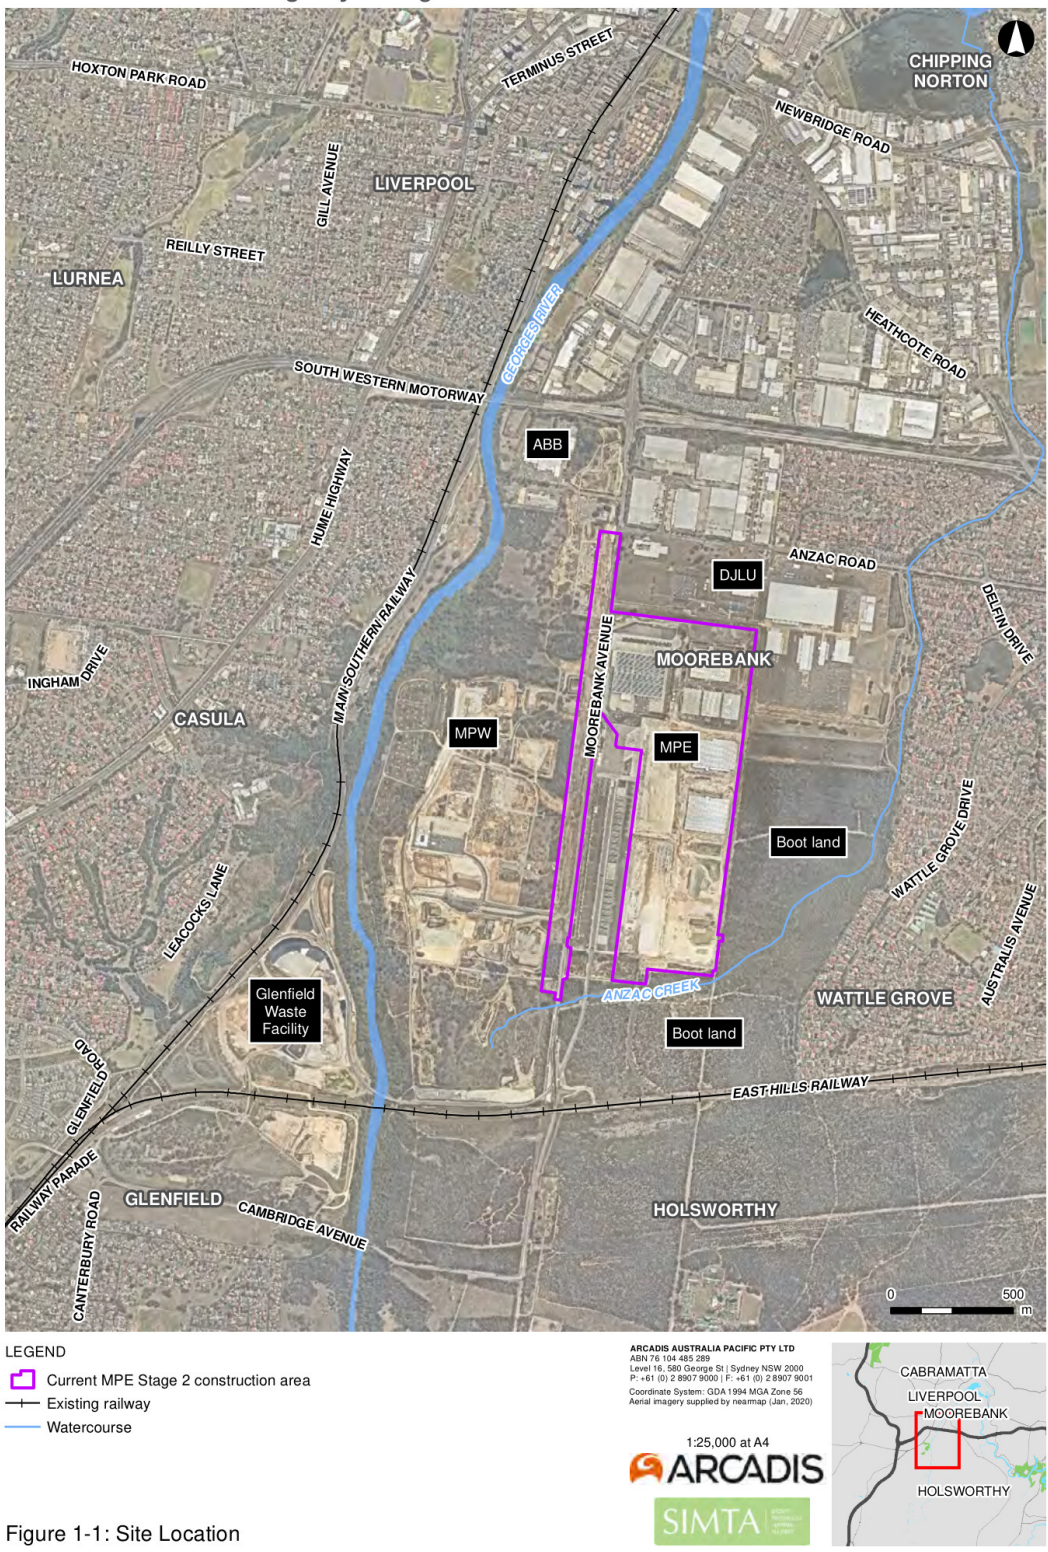 HOXTON PARK ROAD
TERMINUS STREET
CHIPPING
NORTON
NEWBRIDGE ROAD
GILL AVENUE
LIVERPOOL
REILLY STREET
LURNEA
GEORGES RIVER
HEATHCOTE ROAD
SOUTH WESTERN MOTORWAY
ABB
HUME HIGHWAY
ANZAC ROAD
DJLU
DELFIN DRIVE
MAIN SOUTHERN RAILWAY
MOOREBANK AVENUE
MOOREBANK
INGHAM DRIVE
CASULA
MPW
MPE
Boot land
WATTLE GROVE DRIVE
LEACOCKS LANE
AUSTRALIS AVENUE
Glenfield
Waste
Facility
ANZAC CREEK
WATTLE GROVE
Boot land
GLENFIELD ROAD
EAST HILLS RAILWAY
RAILWAY PARADE
GLENFIELD
CANTERBURY ROAD
CAMBRIDGE AVENUE
HOLSWORTHY
0 500
m
LEGEND
Current MPE Stage 2 construction area
Existing railway
Watercourse
ARCADIS AUSTRALIA PACIFIC PTY LTD
ABN 76 104 485 289
Level 16, 580 George St | Sydney NSW 2000
P: +61 (0) 2 8907 9000 | F: +61 (0) 2 8907 9001
Coordinate System: GDA 1994 MGA Zone 56
Aerial imagery supplied by nearmap (Jan, 2020)
1:25,000 at A4
ARCADIS
SIMTA
CABRAMATTA
LIVERPOOL
MOOREBANK
HOLSWORTHY
Figure 1-1: Site Location